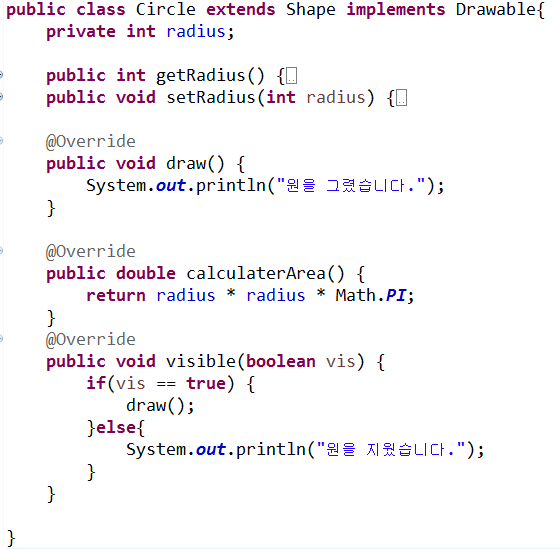 public class Circle extends Shape implements Drawable{
private int radius;
public int getRadius() {
public void setRadius(int radius) {
@Override
public void draw() {
System.out.println("원을 그렸습니다.");
}
@Override
public double calculaterArea() {
return radius * radius * Math.PI;
}
@Override
public void visible(boolean vis) {
if(vis == true) {
draw();
}else{
System.out.println("원을 지웠습니다.");
}
}
}